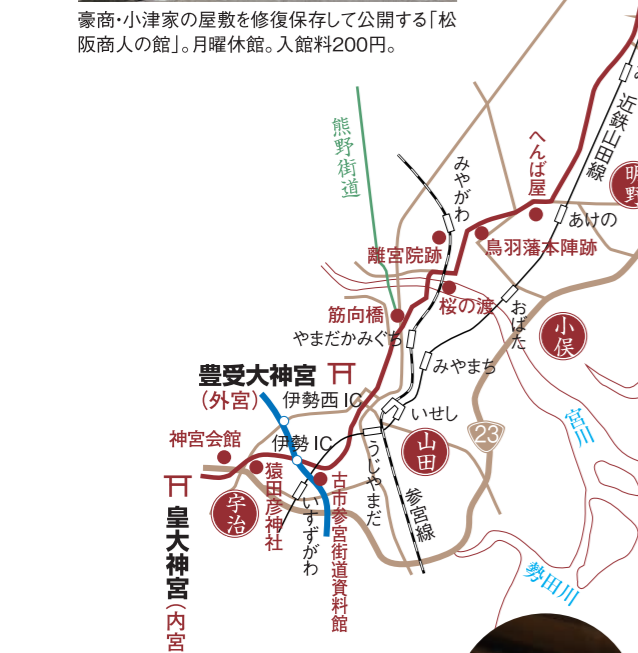 豪商・小津家の屋敷を修復保存して公開する「松
阪商人の館」。月曜休館。入館料200円。
近鉄山田線
熊野街道
へんば屋
みやがわ
明野
あけの
鳥羽藩本陣跡
離宮院跡
桜の渡
おばた
小俣
筋向橋
やまだかみぐち
みやまち
豊受大神宮
(外宮)
伊勢西IC
いせし
宮川
23
神宮会館
伊勢IC
山田
猿田彦神社
うじやまだ
古市参宮街道資料館
宇治
いすずがわ
参宮線
皇大神宮
(内宮
勢田川